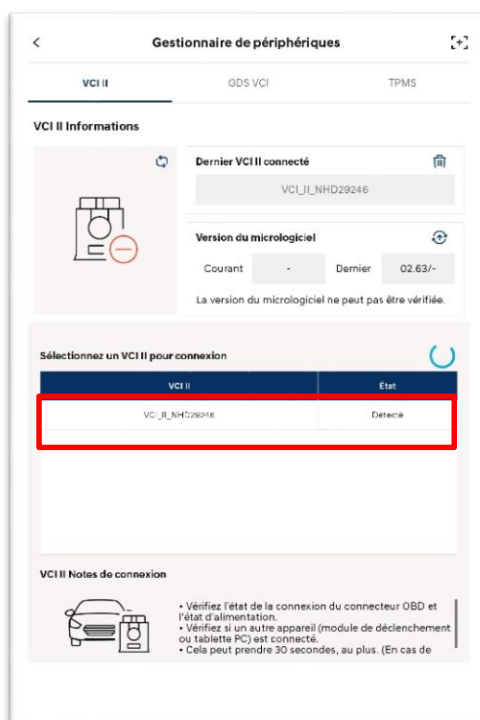 Gestionnaire de périphériques
VCI II
GDS VCI
TPMS
VCI II Informations
Dernier VCI II connecté
VCI_II_NHD29246
Version du micrologiciel
Courant
-
Dernier
02.63/-
La version du micrologiciel ne peut pas être vérifiée.
Sélectionnez un VCI II pour connexion
VCI II
État
VCI_II_NHD29246
Détecté
VCI II Notes de connexion
• Vérifiez l'état de la connexion du connecteur OBD et
l'état d'alimentation.
• Vérifiez si un autre appareil (module de déclenchement
ou tablette PC) est connecté.
• Cela peut prendre 30 secondes, au plus. (En cas de